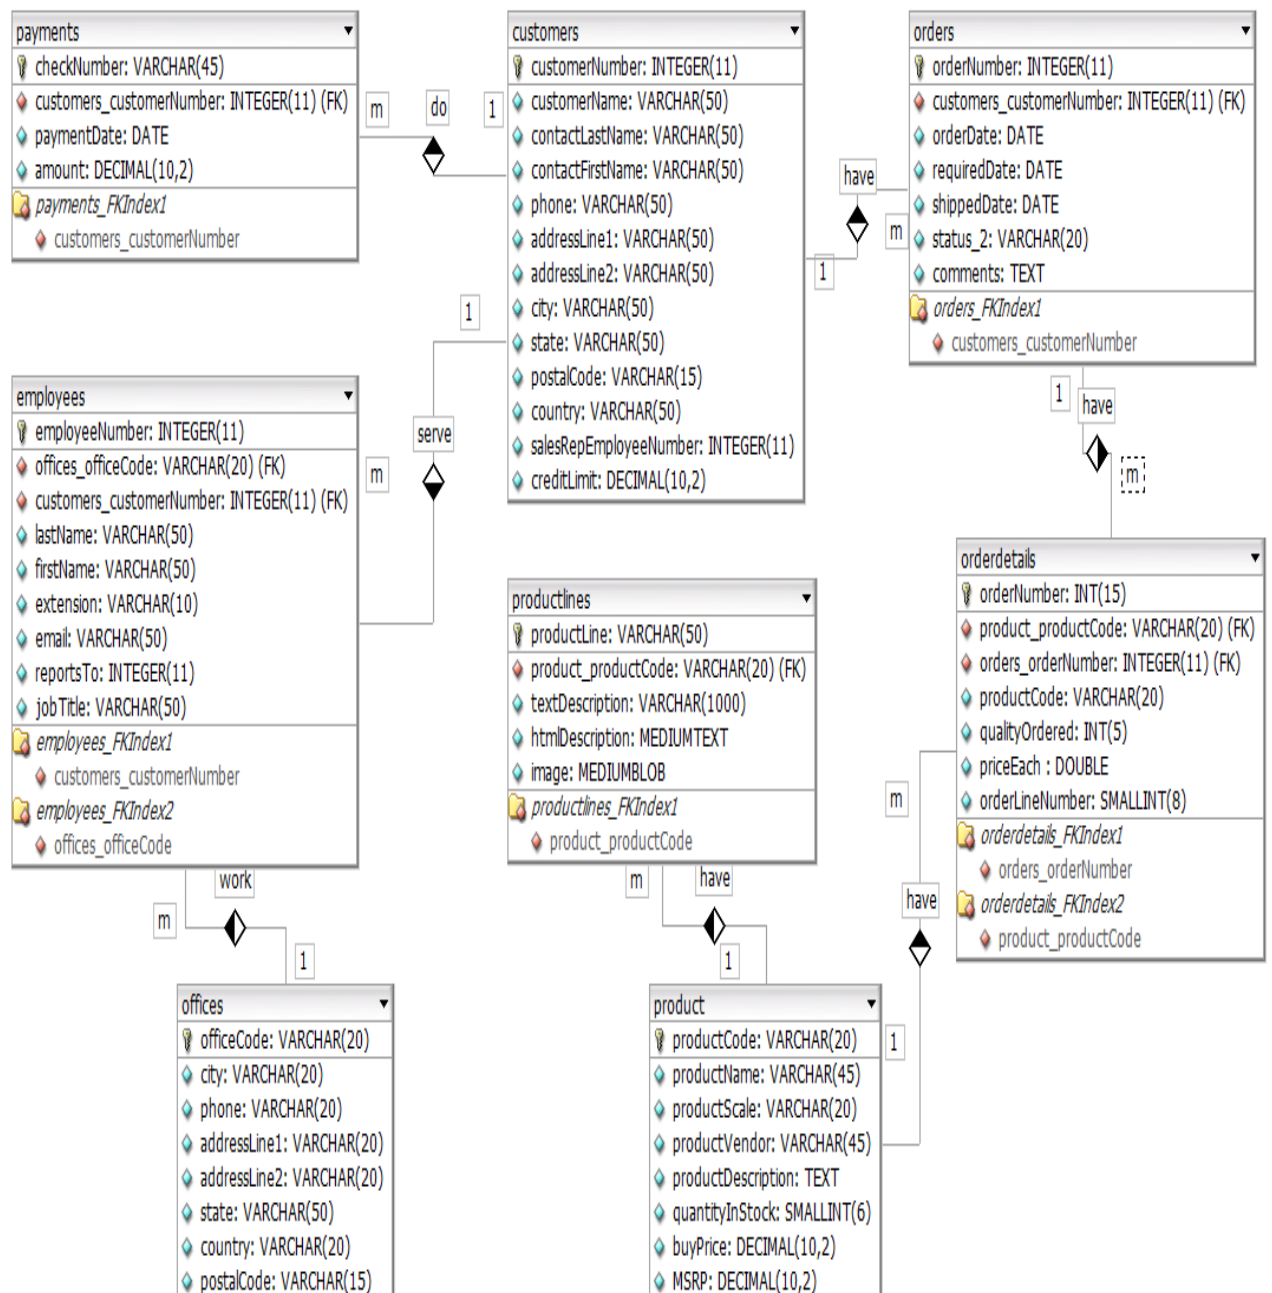 payments
checkNumber: VARCHAR(45)
customers_customerNumber: INTEGER(11) (FK)
paymentDate: DATE
amount: DECIMAL(10,2)
payments_FKIndex1
customers_customerNumber
m
do
1
customers
customerNumber: INTEGER(11)
customerName: VARCHAR(50)
contactLastName: VARCHAR(50)
contactFirstName: VARCHAR(50)
phone: VARCHAR(50)
addressLine1: VARCHAR(50)
addressLine2: VARCHAR(50)
city: VARCHAR(50)
state: VARCHAR(50)
postalCode: VARCHAR(15)
country: VARCHAR(50)
salesRepEmployeeNumber: INTEGER(11)
creditLimit: DECIMAL(10,2)
have
m
1
orders
orderNumber: INTEGER(11)
customers_customerNumber: INTEGER(11) (FK)
orderDate: DATE
requiredDate: DATE
shippedDate: DATE
status_2: VARCHAR(20)
comments: TEXT
orders_FKIndex1
customers_customerNumber
1
have
m
1
serve
m
employees
employeeNumber: INTEGER(11)
offices_officeCode: VARCHAR(20) (FK)
customers_customerNumber: INTEGER(11) (FK)
lastName: VARCHAR(50)
firstName: VARCHAR(50)
extension: VARCHAR(10)
email: VARCHAR(50)
reportsTo: INTEGER(11)
jobTitle: VARCHAR(50)
employees_FKIndex1
customers_customerNumber
employees_FKIndex2
offices_officeCode
work
m
1
productlines
productLine: VARCHAR(50)
product_productCode: VARCHAR(20) (FK)
textDescription: VARCHAR(1000)
htmlDescription: MEDIUMTEXT
image: MEDIUMBLOB
productlines_FKIndex1
product_productCode
m
have
1
orderdetails
orderNumber: INT(15)
product_productCode: VARCHAR(20) (FK)
orders_orderNumber: INTEGER(11) (FK)
productCode: VARCHAR(20)
qualityOrdered: INT(5)
priceEach : DOUBLE
orderLineNumber: SMALLINT(8)
orderdetails_FKIndex1
orders_orderNumber
orderdetails_FKIndex2
product_productCode
m
have
1
offices
officeCode: VARCHAR(20)
city: VARCHAR(20)
phone: VARCHAR(20)
addressLine1: VARCHAR(20)
addressLine2: VARCHAR(20)
state: VARCHAR(50)
country: VARCHAR(20)
postalCode: VARCHAR(15)
product
productCode: VARCHAR(20)
productName: VARCHAR(45)
productScale: VARCHAR(20)
productVendor: VARCHAR(45)
productDescription: TEXT
quantityInStock: SMALLINT(6)
buyPrice: DECIMAL(10,2)
MSRP: DECIMAL(10,2)